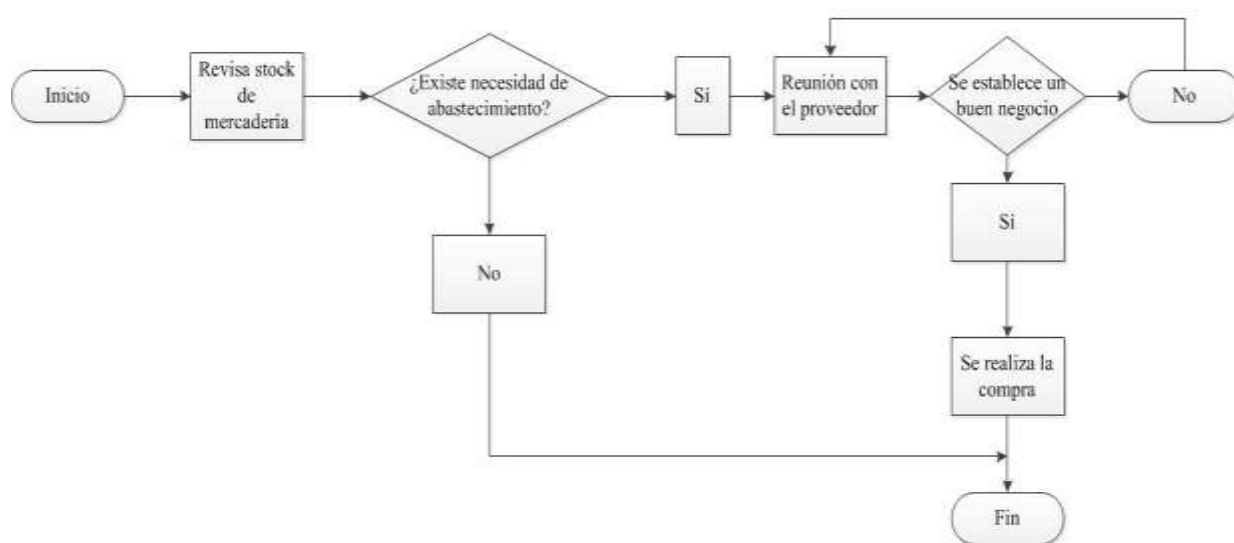 Inicio
Revisa stock
de
mercadería
¿Existe necesidad de
abastecimiento?
Si
Reunión con
el proveedor
Se establece un
buen negocio
No
Si
No
Se realiza la
compra
Fin